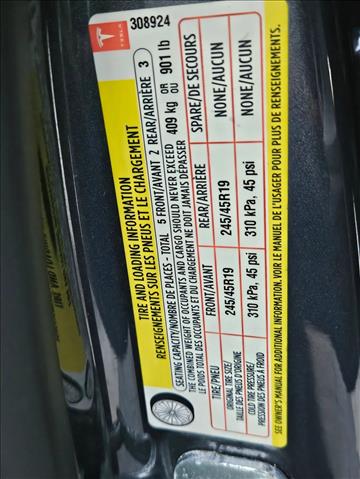 TESLA
308924
TIRE AND LOADING INFORMATION
RENSEIGNEMENTS SUR LES PNEUS ET LE CHARGEMENT
SEATING CAPACITY/NOMBRE DE PLACES - TOTAL 5 FRONT/AVANT 2 REAR/ARRIÈRE 3
THE COMBINED WEIGHT OF OCCUPANTS AND CARGO SHOULD NEVER EXCEED 409 kg OR 901 lb
LE POIDS TOTAL DES OCCUPANTS ET DU CHARGEMENT NE DOIT JAMAIS DÉPASSER
TIRE/PNEU FRONT/AVANT REAR/ARRIÈRE SPARE/DE SECOURS
ORIGINAL TIRE SIZE/ 245/45R19 245/45R19 NONE/AUCUN
TAILLE DES PNEUS D'ORIGINE
COLD TIRE PRESSURE/ 310 kPa, 45 psi 310 kPa, 45 psi NONE/AUCUN
PRESSION DES PNEUS À FROID
SEE OWNER'S MANUAL FOR ADDITIONAL INFORMATION. VOIR LE MANUEL DE L'USAGER POUR PLUS DE RENSEIGNEMENTS.